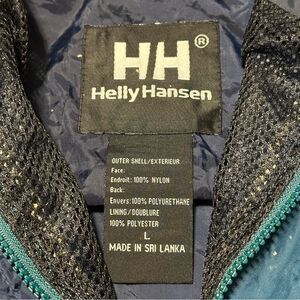 HH®
Helly Hansen
OUTER SHELL/EXTERIEUR
Face:
Endroit: 100% NYLON
Back:
Envers: 100% POLYURETHANE
LINING/DOUBLURE
100% POLYESTER
L
MADE IN SRI LANKA